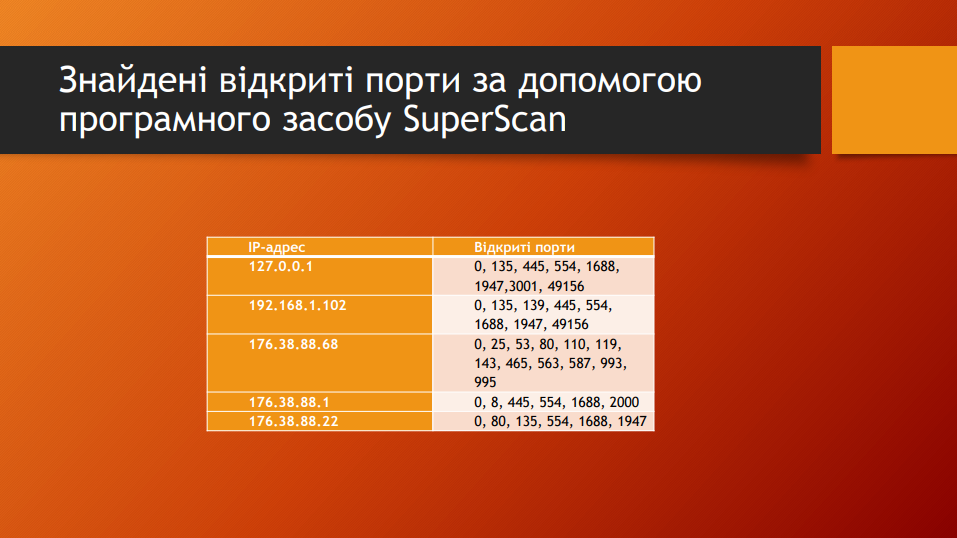 Знайдені відкриті порти за допомогою
програмного засобу SuperScan
IP-адрес Відкриті порти
127.0.0.1 0, 135, 445, 554, 1688,
1947,3001, 49156
192.168.1.102 0, 135, 139, 445, 554,
1688, 1947, 49156
176.38.88.68 0, 25, 53, 80, 110, 119,
143, 465, 563, 587, 993,
995
176.38.88.1 0, 8, 445, 554, 1688, 2000
176.38.88.22 0, 80, 135, 554, 1688, 1947